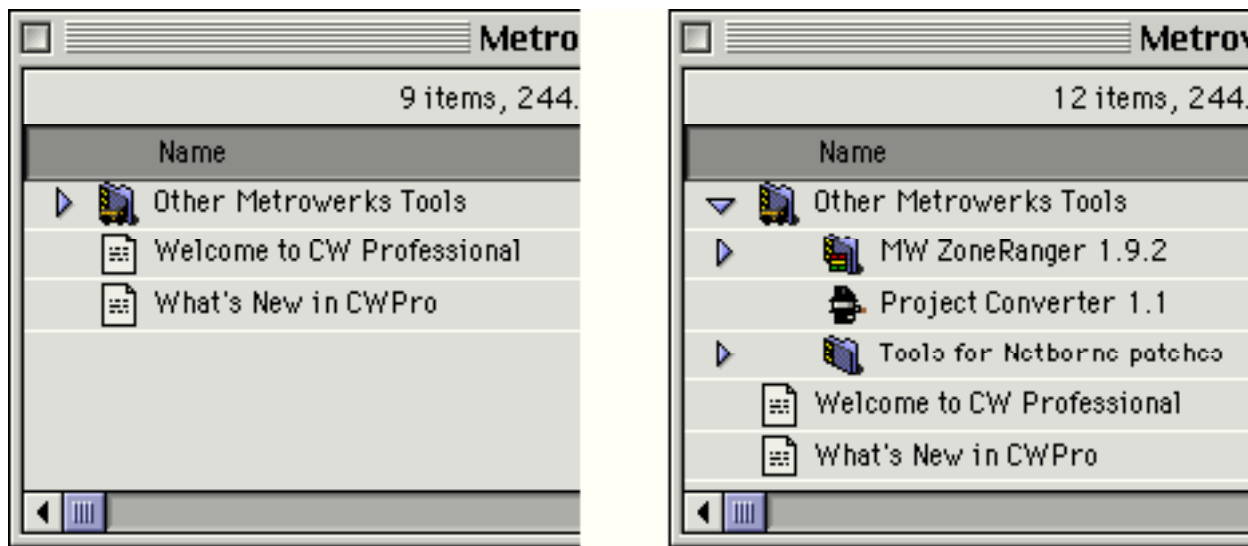 Metro
9 items, 244.
Name
Other Metrowerks Tools
Welcome to CW Professional
What's New in CWPro
Metrov
12 items, 244.
Name
Other Metrowerks Tools
MW ZoneRanger 1.9.2
Project Converter 1.1
Tools for Netborne patches
Welcome to CW Professional
What's New in CWPro